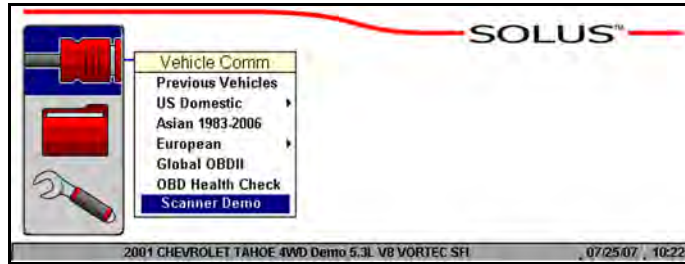 SOLUS™
Vehicle Comm
Previous Vehicles
US Domestic
Asian 1983-2006
European
Global OBDII
OBD Health Check
Scanner Demo
2001 CHEVROLET TAHOE 4WD Demo 5.3L V8 VORTEC SFI , 07/25/07 , 10:22